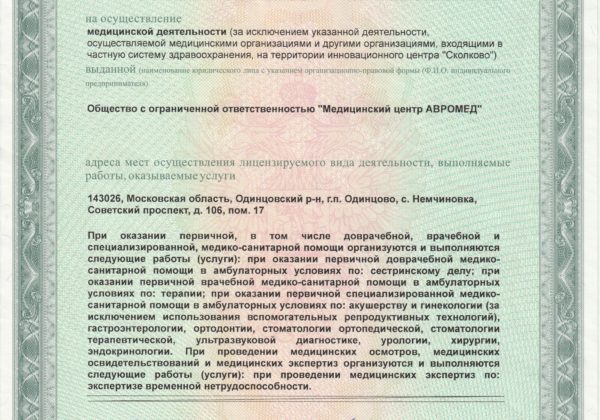 на осуществление
медицинской деятельности (за исключением указанной деятельности,
осуществляемой медицинскими организациями и другими организациями, входящими в
частную систему здравоохранения, на территории инновационного центра "Сколково")
выданной (наименование юридического лица с указанием организационно-правовой формы (Ф.И.О. индивидуального
предпринимателя)
Общество с ограниченной ответственностью "Медицинский центр АВРОМЕД"
адреса мест осуществления лицензируемого вида деятельности, выполняемые
работы, оказываемые услуги
143026, Московская область, Одинцовский р-н, г.п. Одинцово, с. Немчиновка,
Советский проспект, д. 106, пом. 17
При оказании первичной, в том числе доврачебной, врачебной и
специализированной, медико-санитарной помощи организуются и выполняются
следующие работы (услуги): при оказании первичной доврачебной медико-
санитарной помощи в амбулаторных условиях по: сестринскому делу; при
оказании первичной врачебной медико-санитарной помощи в амбулаторных
условиях по: терапии; при оказании первичной специализированной медико-
санитарной помощи в амбулаторных условиях по: акушерству и гинекологии (за
исключением использования вспомогательных репродуктивных технологий),
гастроэнтерологии, ортодонтии, стоматологии ортопедической, стоматологии
терапевтической, ультразвуковой диагностике, урологии, хирургии,
эндокринологии. При проведении медицинских осмотров, медицинских
освидетельствований и медицинских экспертиз организуются и выполняются
следующие работы (услуги): при проведении медицинских экспертиз по:
экспертизе временной нетрудоспособности.